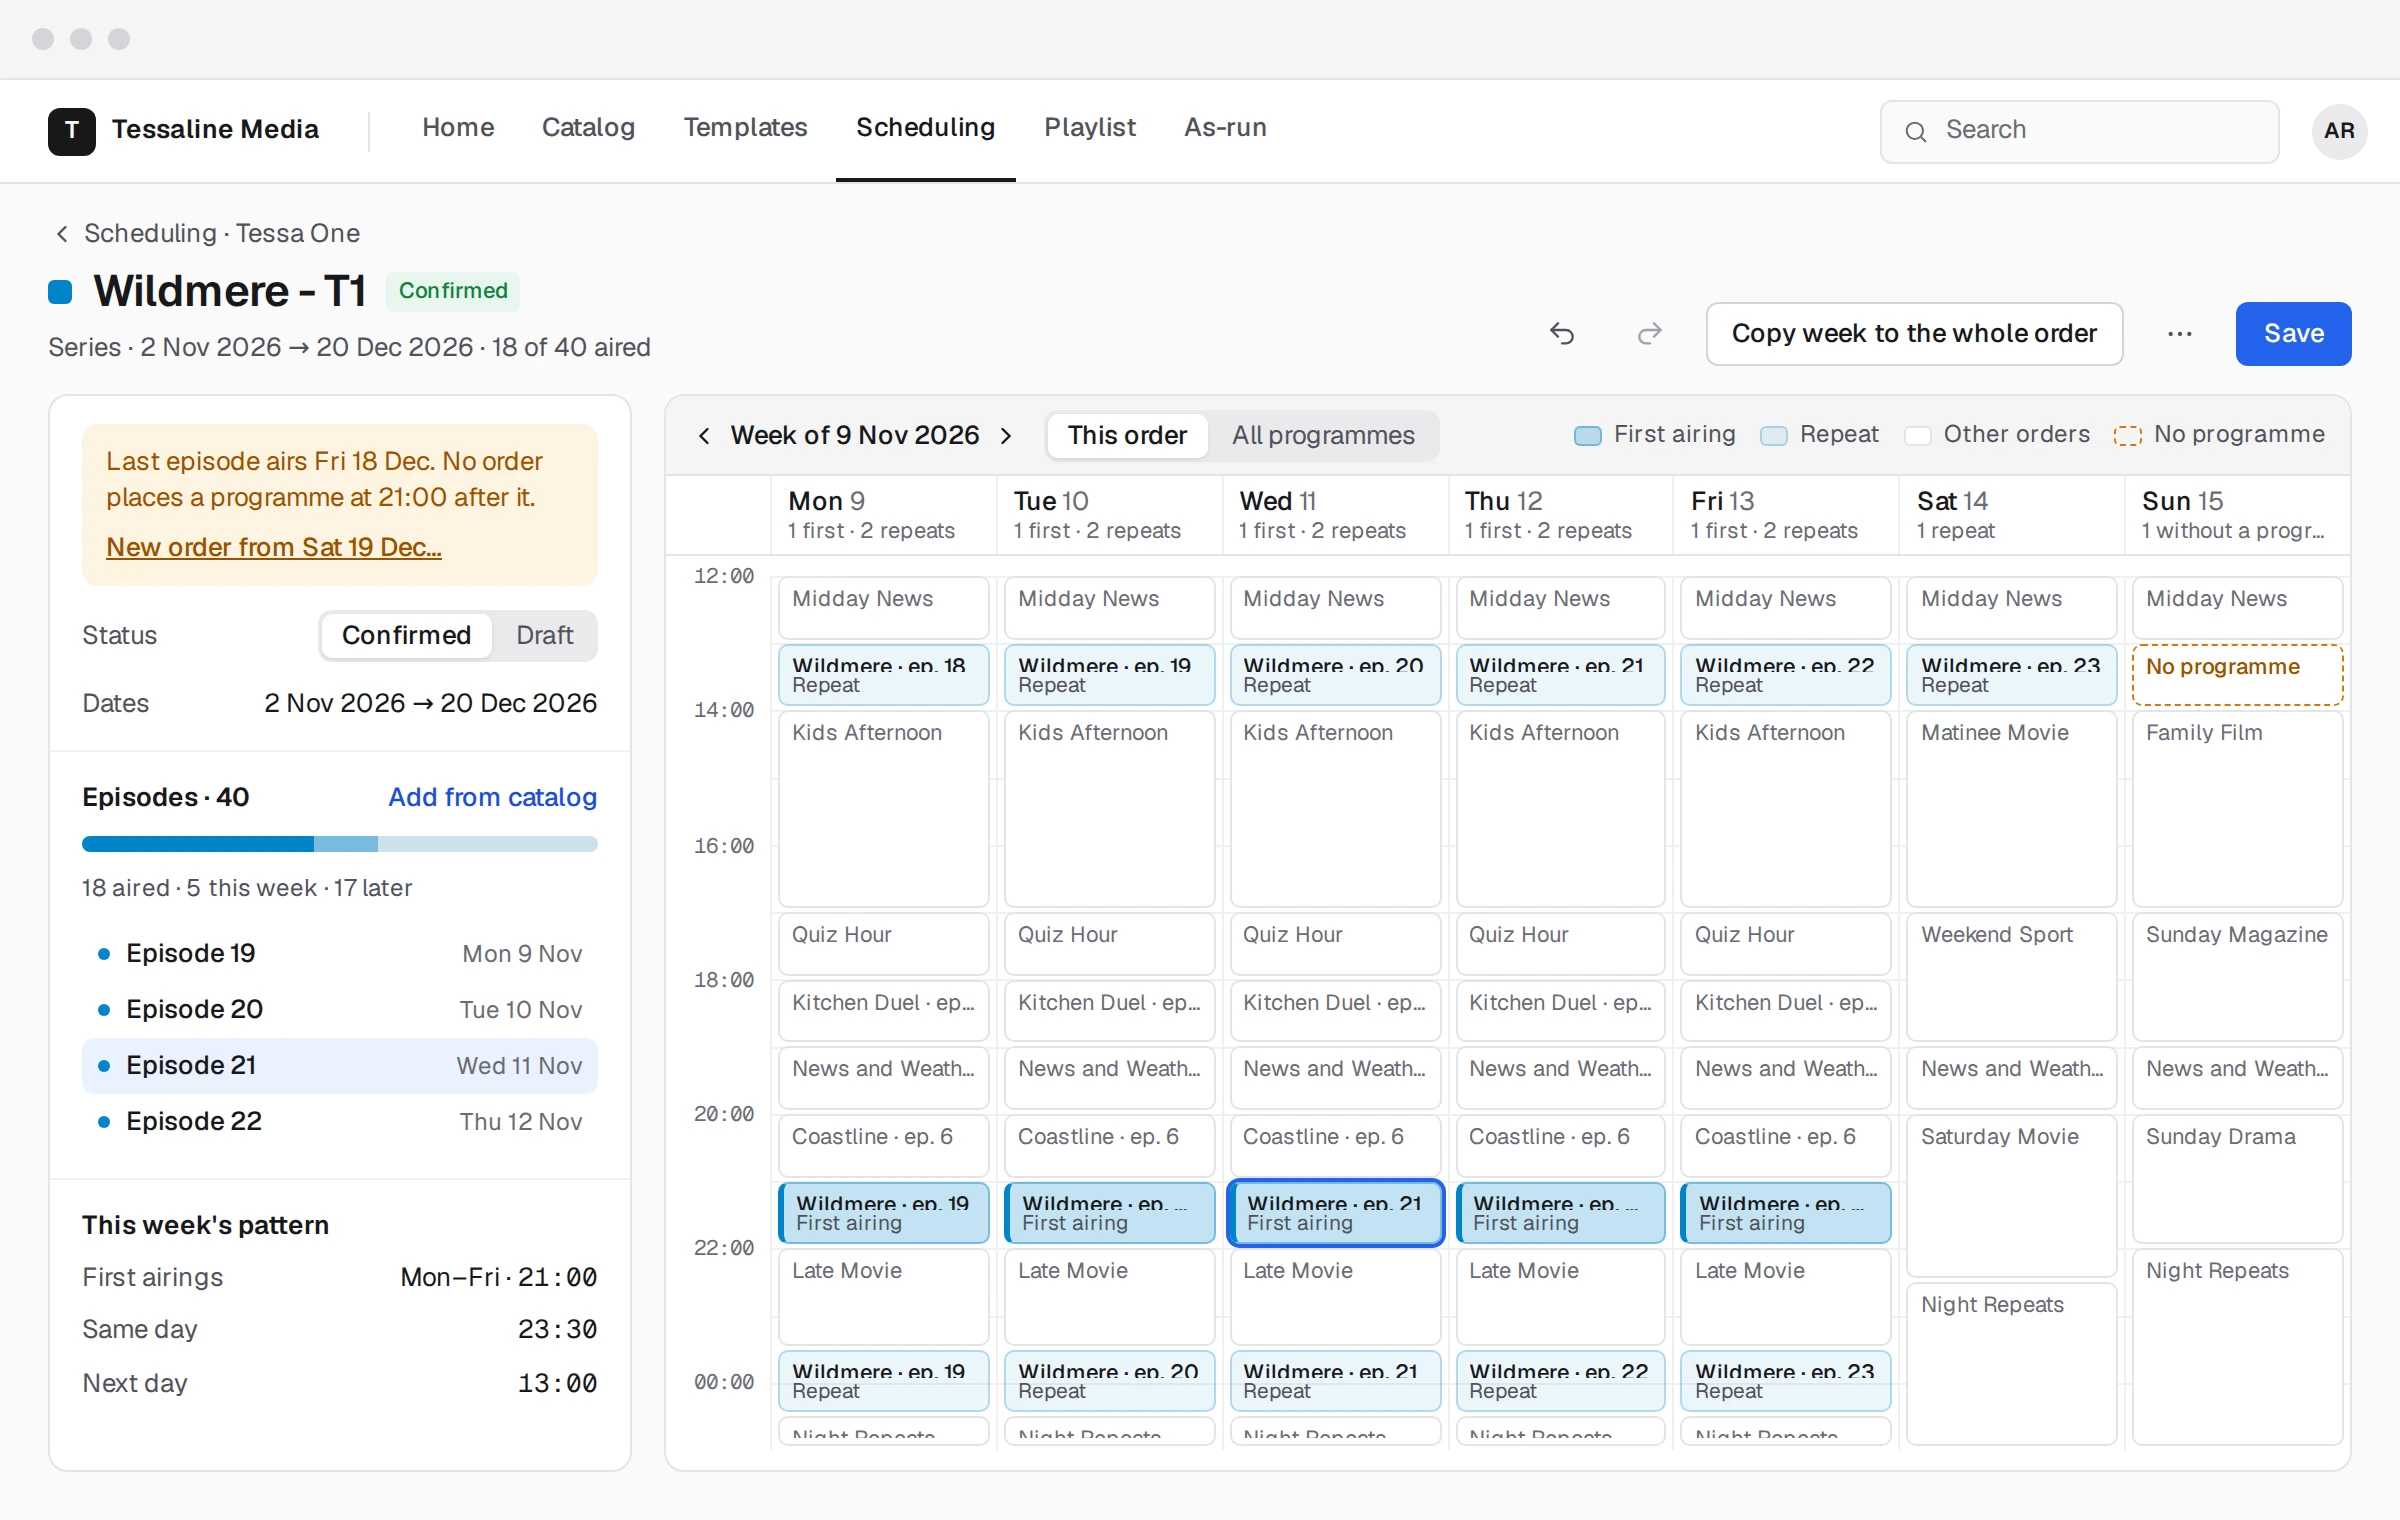 T Tessaline Media Home Catalog Templates Scheduling Playlist As-run Search AR
Scheduling · Tessa One
Wildmere - T1 Confirmed
Series · 2 Nov 2026 → 20 Dec 2026 · 18 of 40 aired
Copy week to the whole order ··· Save
Last episode airs Fri 18 Dec. No order
places a programme at 21:00 after it.
New order from Sat 19 Dec…
Status Confirmed Draft
Dates 2 Nov 2026 → 20 Dec 2026
Episodes · 40 Add from catalog
18 aired · 5 this week · 17 later
Episode 19 Mon 9 Nov
Episode 20 Tue 10 Nov
Episode 21 Wed 11 Nov
Episode 22 Thu 12 Nov
This week's pattern
First airings Mon–Fri · 21:00
Same day 23:30
Next day 13:00
Week of 9 Nov 2026 This order All programmes First airing Repeat Other orders No programme
Mon 9 Tue 10 Wed 11 Thu 12 Fri 13 Sat 14 Sun 15
1 first · 2 repeats 1 first · 2 repeats 1 first · 2 repeats 1 first · 2 repeats 1 first · 2 repeats 1 repeat 1 without a progr…
12:00
Midday News Midday News Midday News Midday News Midday News Midday News Midday News
Wildmere · ep. 18 Wildmere · ep. 19 Wildmere · ep. 20 Wildmere · ep. 21 Wildmere · ep. 22 Wildmere · ep. 23 No programme
Repeat Repeat Repeat Repeat Repeat Repeat
14:00
Kids Afternoon Kids Afternoon Kids Afternoon Kids Afternoon Kids Afternoon Matinee Movie Family Film
16:00
Quiz Hour Quiz Hour Quiz Hour Quiz Hour Quiz Hour Weekend Sport Sunday Magazine
18:00
Kitchen Duel · ep… Kitchen Duel · ep… Kitchen Duel · ep… Kitchen Duel · ep… Kitchen Duel · ep…
News and Weath… News and Weath… News and Weath… News and Weath… News and Weath… News and Weath… News and Weath…
20:00
Coastline · ep. 6 Coastline · ep. 6 Coastline · ep. 6 Coastline · ep. 6 Coastline · ep. 6 Saturday Movie Sunday Drama
Wildmere · ep. 19 Wildmere · ep. … Wildmere · ep. 21 Wildmere · ep. … Wildmere · ep. …
First airing First airing First airing First airing First airing
22:00
Late Movie Late Movie Late Movie Late Movie Late Movie Night Repeats
Night Repeats
Wildmere · ep. 19 Wildmere · ep. 20 Wildmere · ep. 21 Wildmere · ep. 22 Wildmere · ep. 23
00:00
Repeat Repeat Repeat Repeat Repeat
Night Repeats Night Repeats Night Repeats Night Repeats Night Repeats